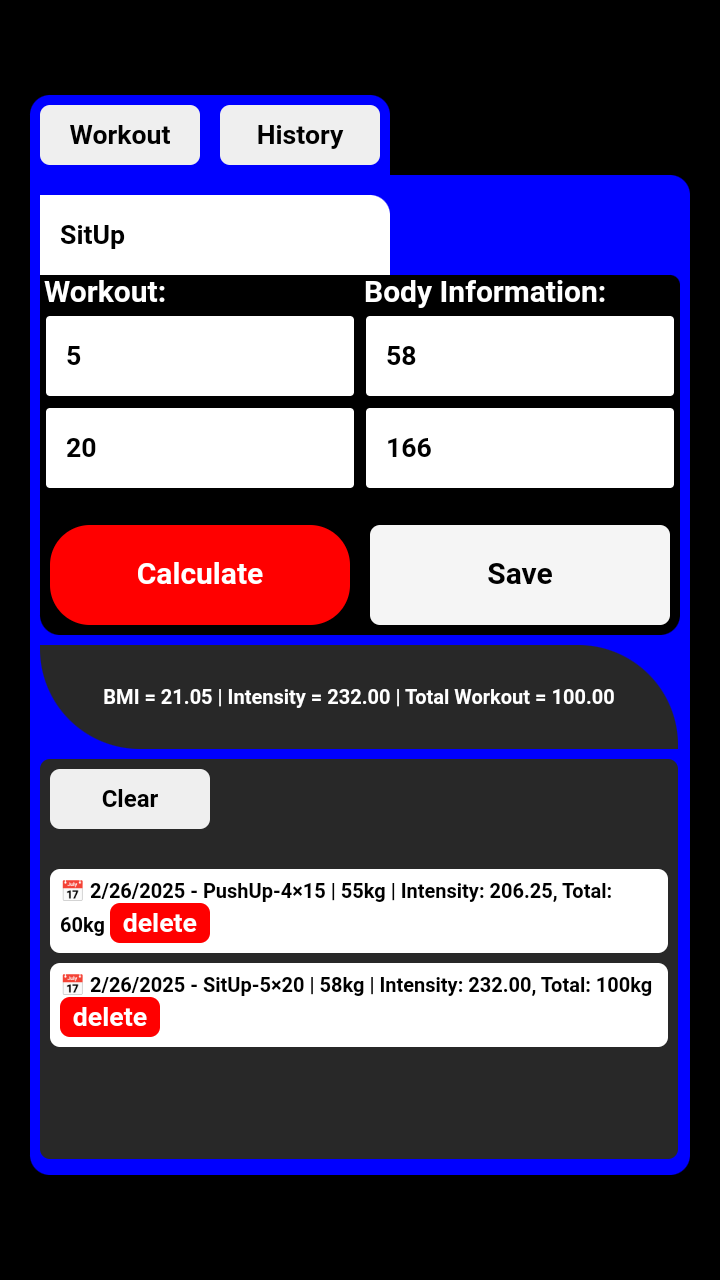 Workout History
SitUp
Workout: Body Information:
5 58
20 166
Calculate Save
BMI = 21.05 | Intensity = 232.00 | Total Workout = 100.00
Clear
📅 2/26/2025 - PushUp-4×15 | 55kg | Intensity: 206.25, Total:
60kg delete
📅 2/26/2025 - SitUp-5×20 | 58kg | Intensity: 232.00, Total: 100kg
delete